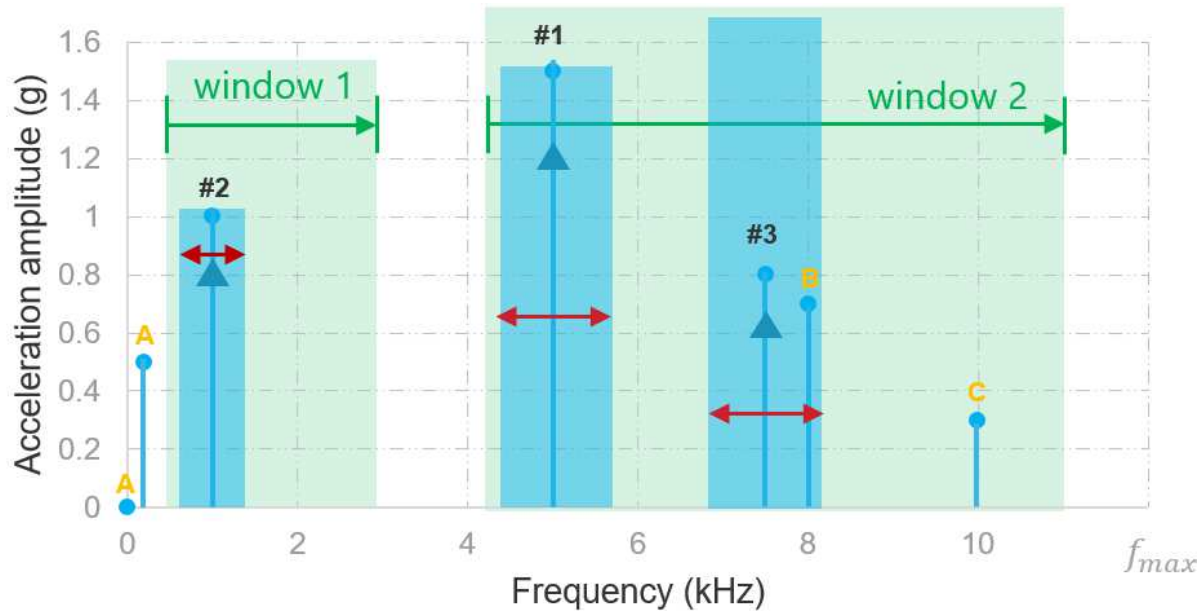 #1
1.6
window 1
window 2
1.4
1.2
#2
1
#3
0.8
B
A
0.6
C
0.4
0.2
A
0
0
2
4
6
8
10
f_max
Frequency (kHz)
Acceleration amplitude (g)